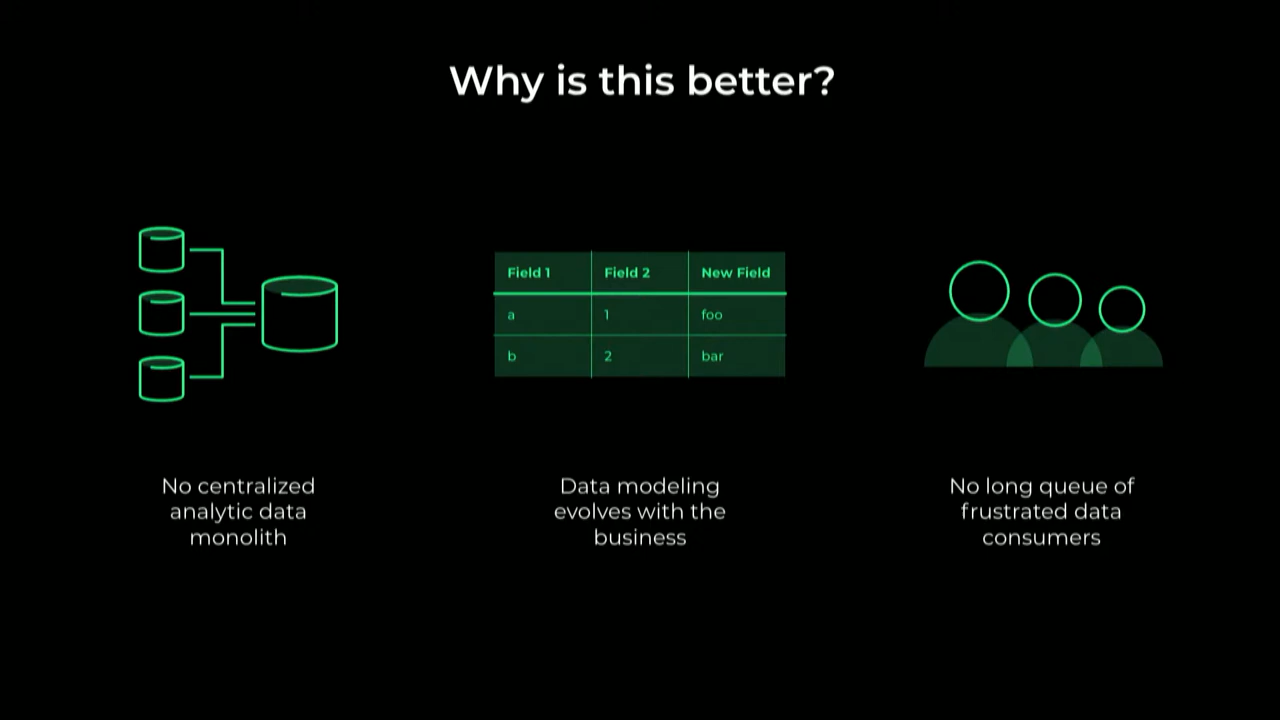 Why is this better?
Field 1 Field 2 New Field
a 1 foo
b 2 bar
No centralized
analytic data
monolith
Data modeling
evolves with the
business
No long queue of
frustrated data
consumers